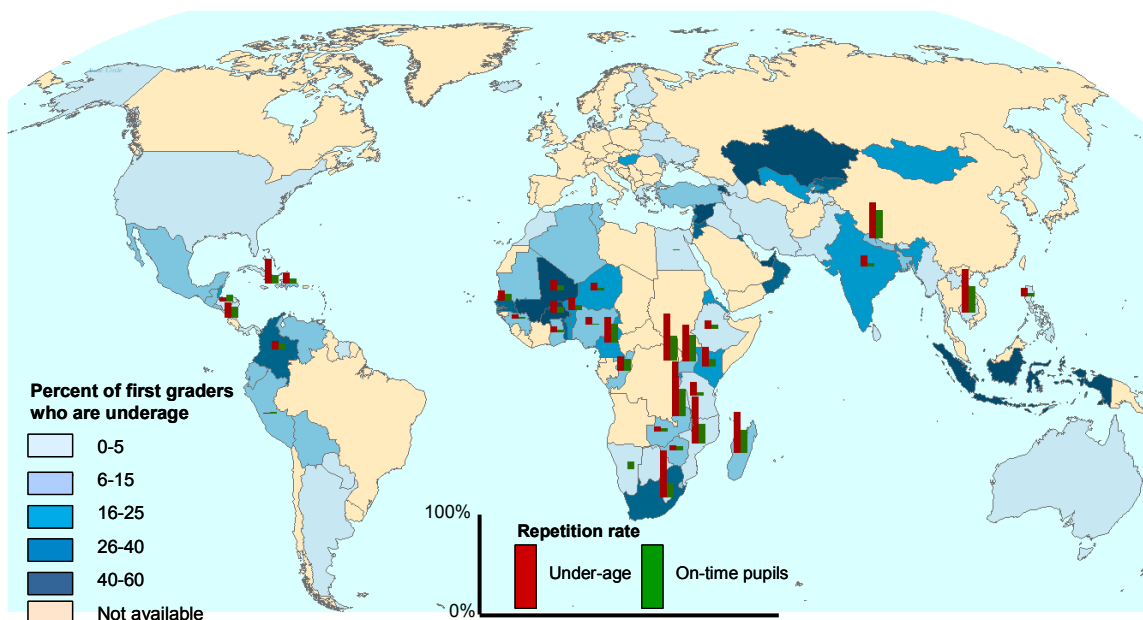 Percent of first graders
who are underage
0-5
6-15
16-25
26-40
40-60
Not available
100%
0%
Repetition rate
Under-age
On-time pupils